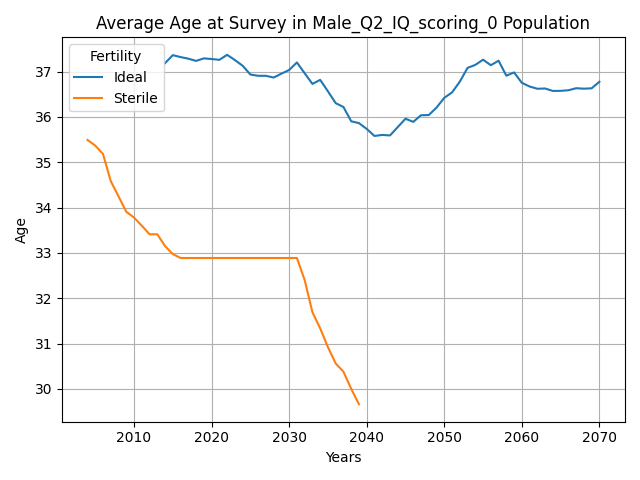 Average Age at Survey in Male_Q2_IQ_scoring_0 Population
Fertility
Ideal
Sterile
Age
37
36
35
34
33
32
31
30
2010 2020 2030 2040 2050 2060 2070
Years